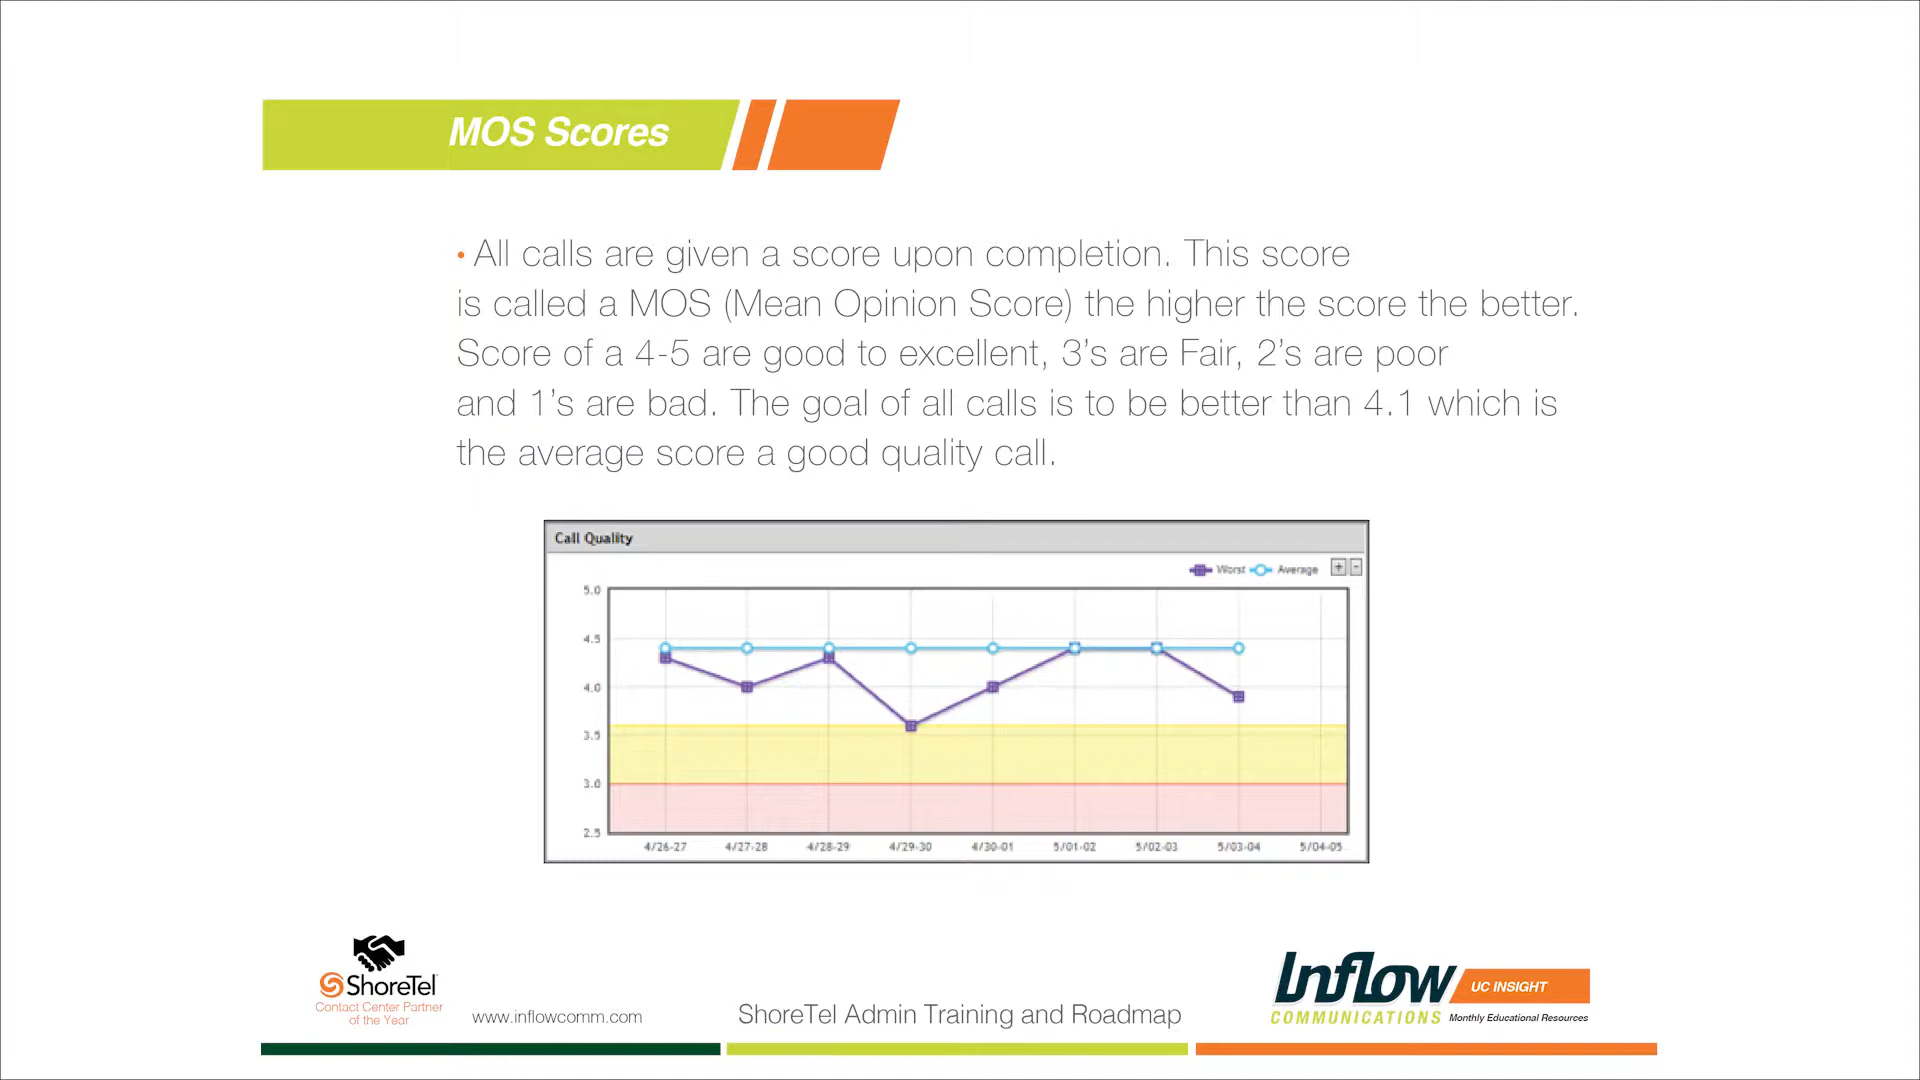 MOS Scores
• All calls are given a score upon completion. This score
is called a MOS (Mean Opinion Score) the higher the score the better.
Score of a 4-5 are good to excellent, 3’s are Fair, 2’s are poor
and 1’s are bad. The goal of all calls is to be better than 4.1 which is
the average score a good quality call.
Call Quality
Worst Average + -
5.0
4.5
4.0
3.5
3.0
2.5
4/26-27 4/27-28 4/28-29 4/29-30 4/30-01 5/01-02 5/02-03 5/03-04 5/04-05
ShoreTel
Contact Center Partner
of the Year
www.inflowcomm.com
ShoreTel Admin Training and Roadmap
Inflow
COMMUNICATIONS
UC INSIGHT
Monthly Educational Resources